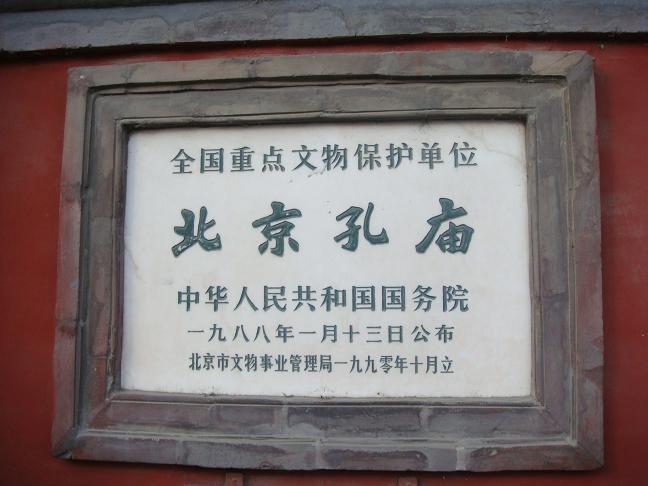 全国重点文物保护单位
北京孔庙
中华人民共和国国务院
一九八八年一月十三日公布
北京市文物事业管理局一九九零年十月立